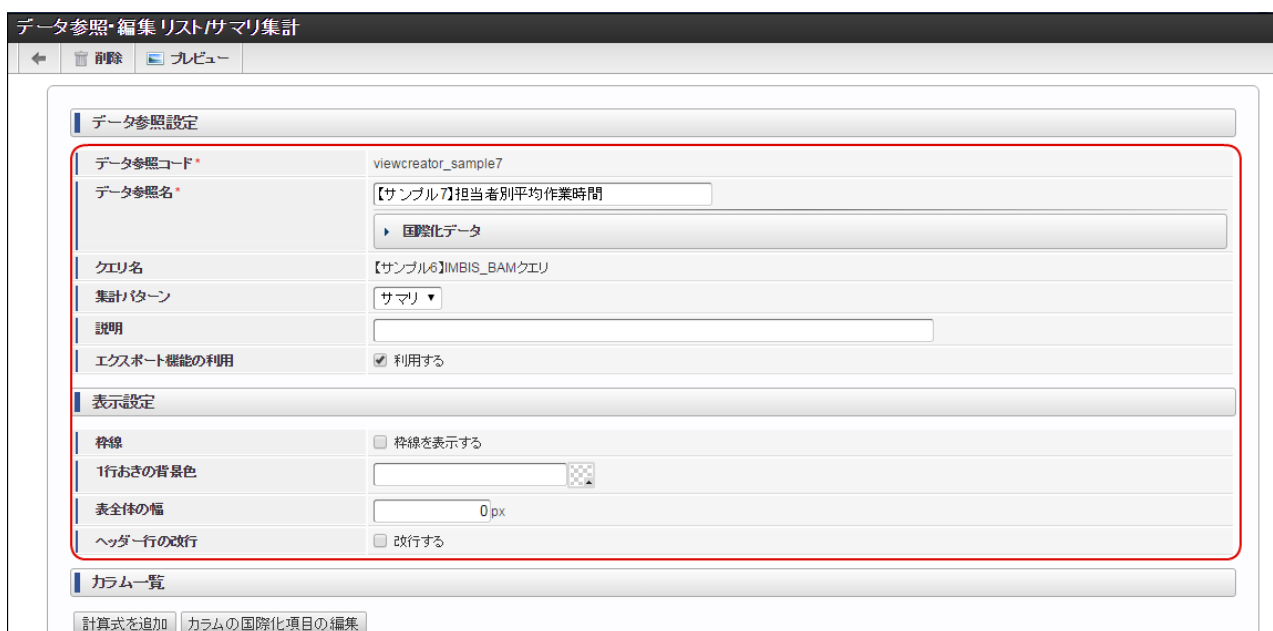 データ参照・編集 リスト/サマリ集計
削除 プレビュー
データ参照設定
データ参照コード* viewcreator_sample7
データ参照名* 【サンプル7】担当者別平均作業時間
国際化データ
クエリ名 【サンプル6】IMBIS_BAMクエリ
集計パターン サマリ
説明
エクスポート機能の利用 利用する
表示設定
枠線 枠線を表示する
1行おきの背景色
表全体の幅 0 px
ヘッダー行の改行 改行する
カラム一覧
計算式を追加 カラムの国際化項目の編集